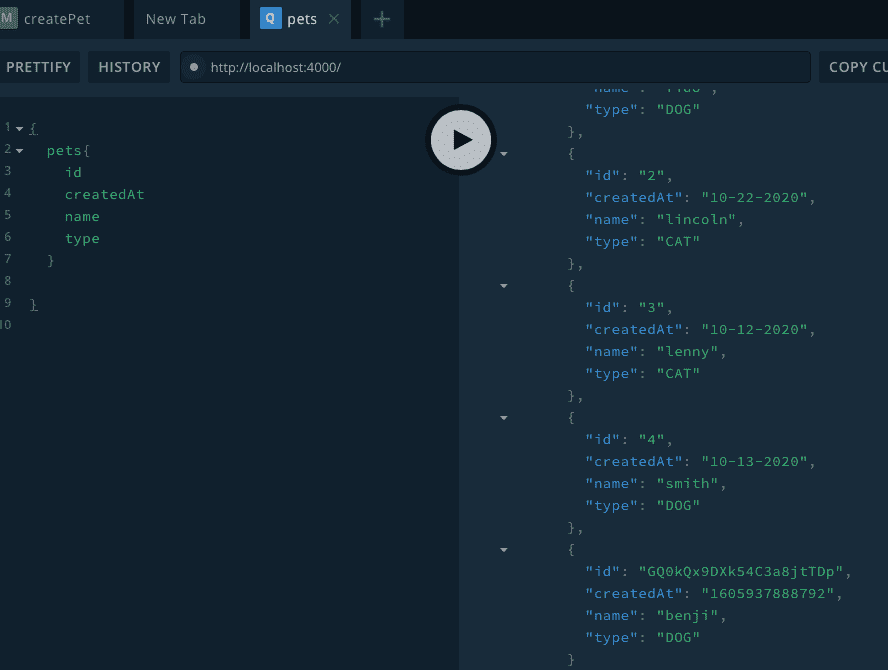 M createPet
New Tab
Q pets
PRETTIFY
HISTORY
http://localhost:4000/
COPY CU
1 {
2 pets{
3 id
4 createdAt
5 name
6 type
7 }
8
9 }
10
"type": "DOG"
},
{
"id": "2",
"createdAt": "10-22-2020",
"name": "lincoln",
"type": "CAT"
},
{
"id": "3",
"createdAt": "10-12-2020",
"name": "lenny",
"type": "CAT"
},
{
"id": "4",
"createdAt": "10-13-2020",
"name": "smith",
"type": "DOG"
},
{
"id": "GQ0kQx9DXk54C3a8jtTDp",
"createdAt": "1605937888792",
"name": "benji",
"type": "DOG"
}